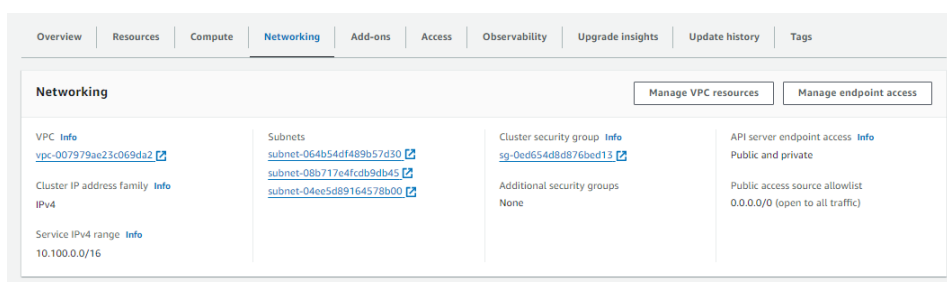 Overview Resources Compute Networking Add-ons Access Observability Upgrade insights Update history Tags
Networking
Manage VPC resources
Manage endpoint access
VPC Info
vpc-007979ae23c069da2
Cluster IP address family Info
IPv4
Service IPv4 range Info
10.100.0.0/16
Subnets
subnet-064b54df489b57d30
subnet-08b717e4fcdb9db45
subnet-04ee5d89164578b00
Cluster security group Info
sg-0ed654d8d876bed13
Additional security groups
None
API server endpoint access Info
Public and private
Public access source allowlist
0.0.0.0/0 (open to all traffic)